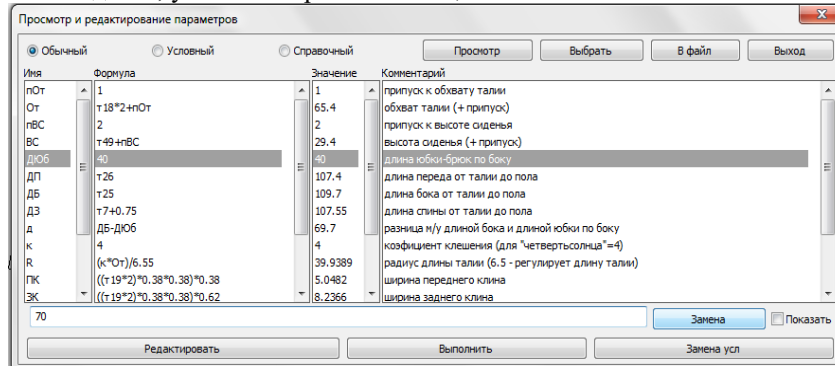 Просмотр и редактирование параметров
Обычный Условный Справочный Просмотр Выбрать В файл Выход
Имя Формула Значение Комментарий
пОт 1 1 припуск к обхвату талии
От т18*2+пОт 65.4 обхват талии (+ припуск)
пВС 2 2 припуск к высоте сиденья
ВС т49+пВС 29.4 высота сиденья (+ припуск)
ДЮб 40 40 длина юбки-брюк по боку
ДП т26 107.4 длина переда от талии до пола
ДБ т25 109.7 длина бока от талии до пола
ДЗ т7+0.75 107.55 длина спины от талии до пола
д ДБ-ДЮб 69.7 разница м/у длиной бока и длиной юбки по боку
к 4 4 коэфициент клешения (для "четвертьсолнца"=4)
R (к*От)/6.55 39.9389 радиус длины талии (6.5 - регулирует длину талии)
ПК ((т19*2)*0.38*0.38)*0.38 5.0482 ширина переднего клина
ЗК ((т19*2)*0.38*0.38)*0.62 8.2366 ширина заднего клина
70 Замена Показать
Редактировать Выполнить Замена усл